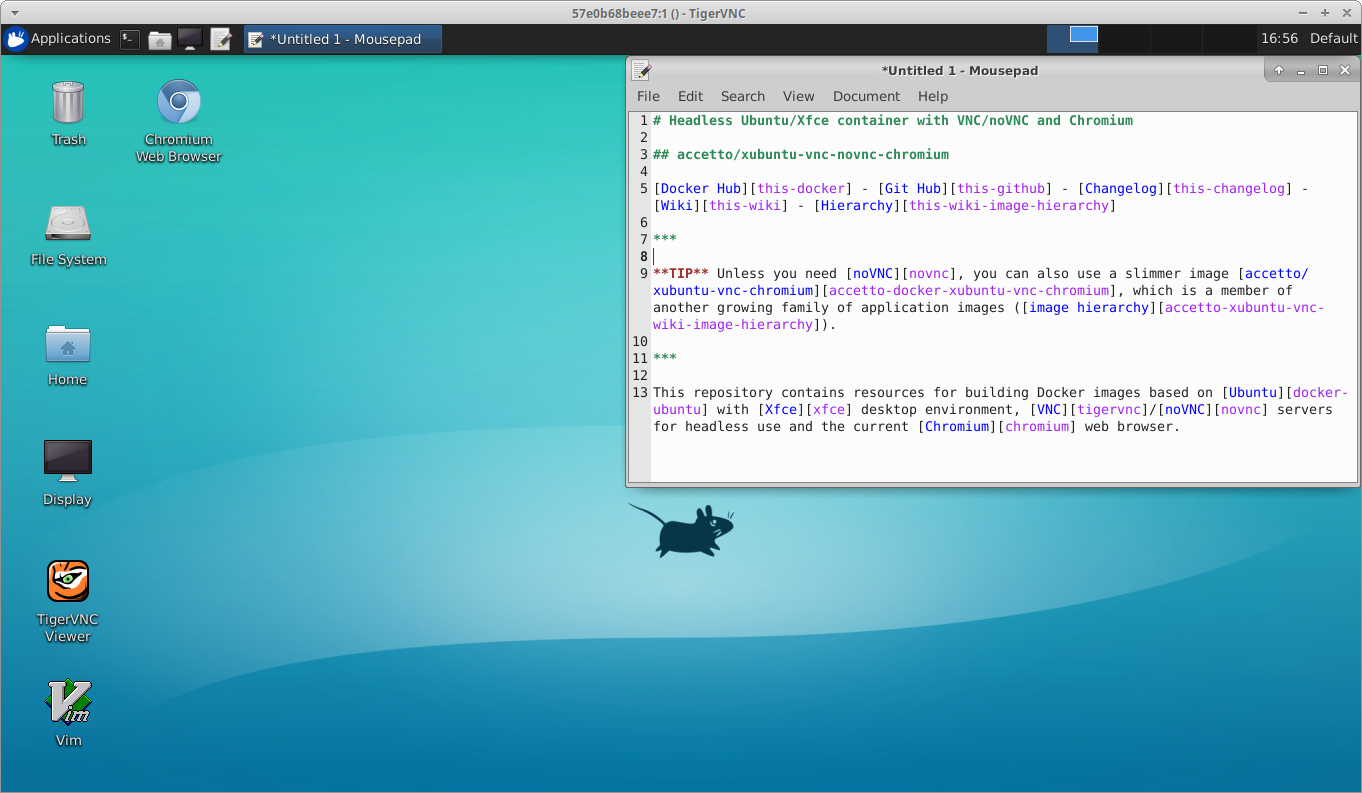 57e0b68beee7:1 () - TigerVNC
Applications
*Untitled 1 - Mousepad
16:56 Default
Trash
Chromium
Web Browser
File System
Home
Display
TigerVNC
Viewer
Vim
Vim
*Untitled 1 - Mousepad
File Edit Search View Document Help
1 # Headless Ubuntu/Xfce container with VNC/noVNC and Chromium
2
3 ## accetto/xubuntu-vnc-novnc-chromium
4
5 [Docker Hub][this-docker] - [Git Hub][this-github] - [Changelog][this-changelog] -
[Wiki][this-wiki] - [Hierarchy][this-wiki-image-hierarchy]
6
7 ***
8
9 **TIP** Unless you need [noVNC][novnc], you can also use a slimmer image [accetto/
xubuntu-vnc-chromium][accetto-docker-xubuntu-vnc-chromium], which is a member of
another growing family of application images ([image hierarchy][accetto-xubuntu-vnc-
wiki-image-hierarchy]).
10
11 ***
12
13 This repository contains resources for building Docker images based on [Ubuntu][docker-
ubuntu] with [Xfce][xfce] desktop environment, [VNC][tigervnc]/[noVNC][novnc] servers
for headless use and the current [Chromium][chromium] web browser.